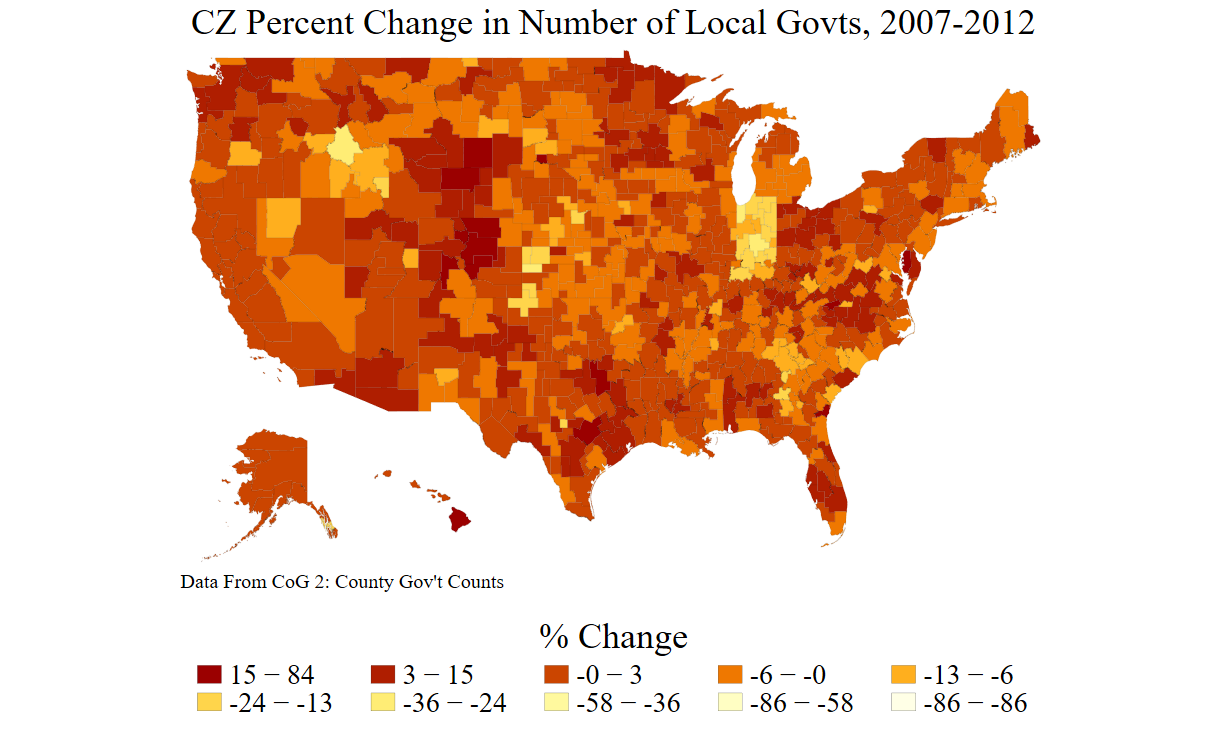 CZ Percent Change in Number of Local Govts, 2007-2012
Data From CoG 2: County Gov't Counts
% Change
15 − 84 3 − 15 -0 − 3 -6 − -0 -13 − -6
-24 − -13 -36 − -24 -58 − -36 -86 − -58 -86 − -86